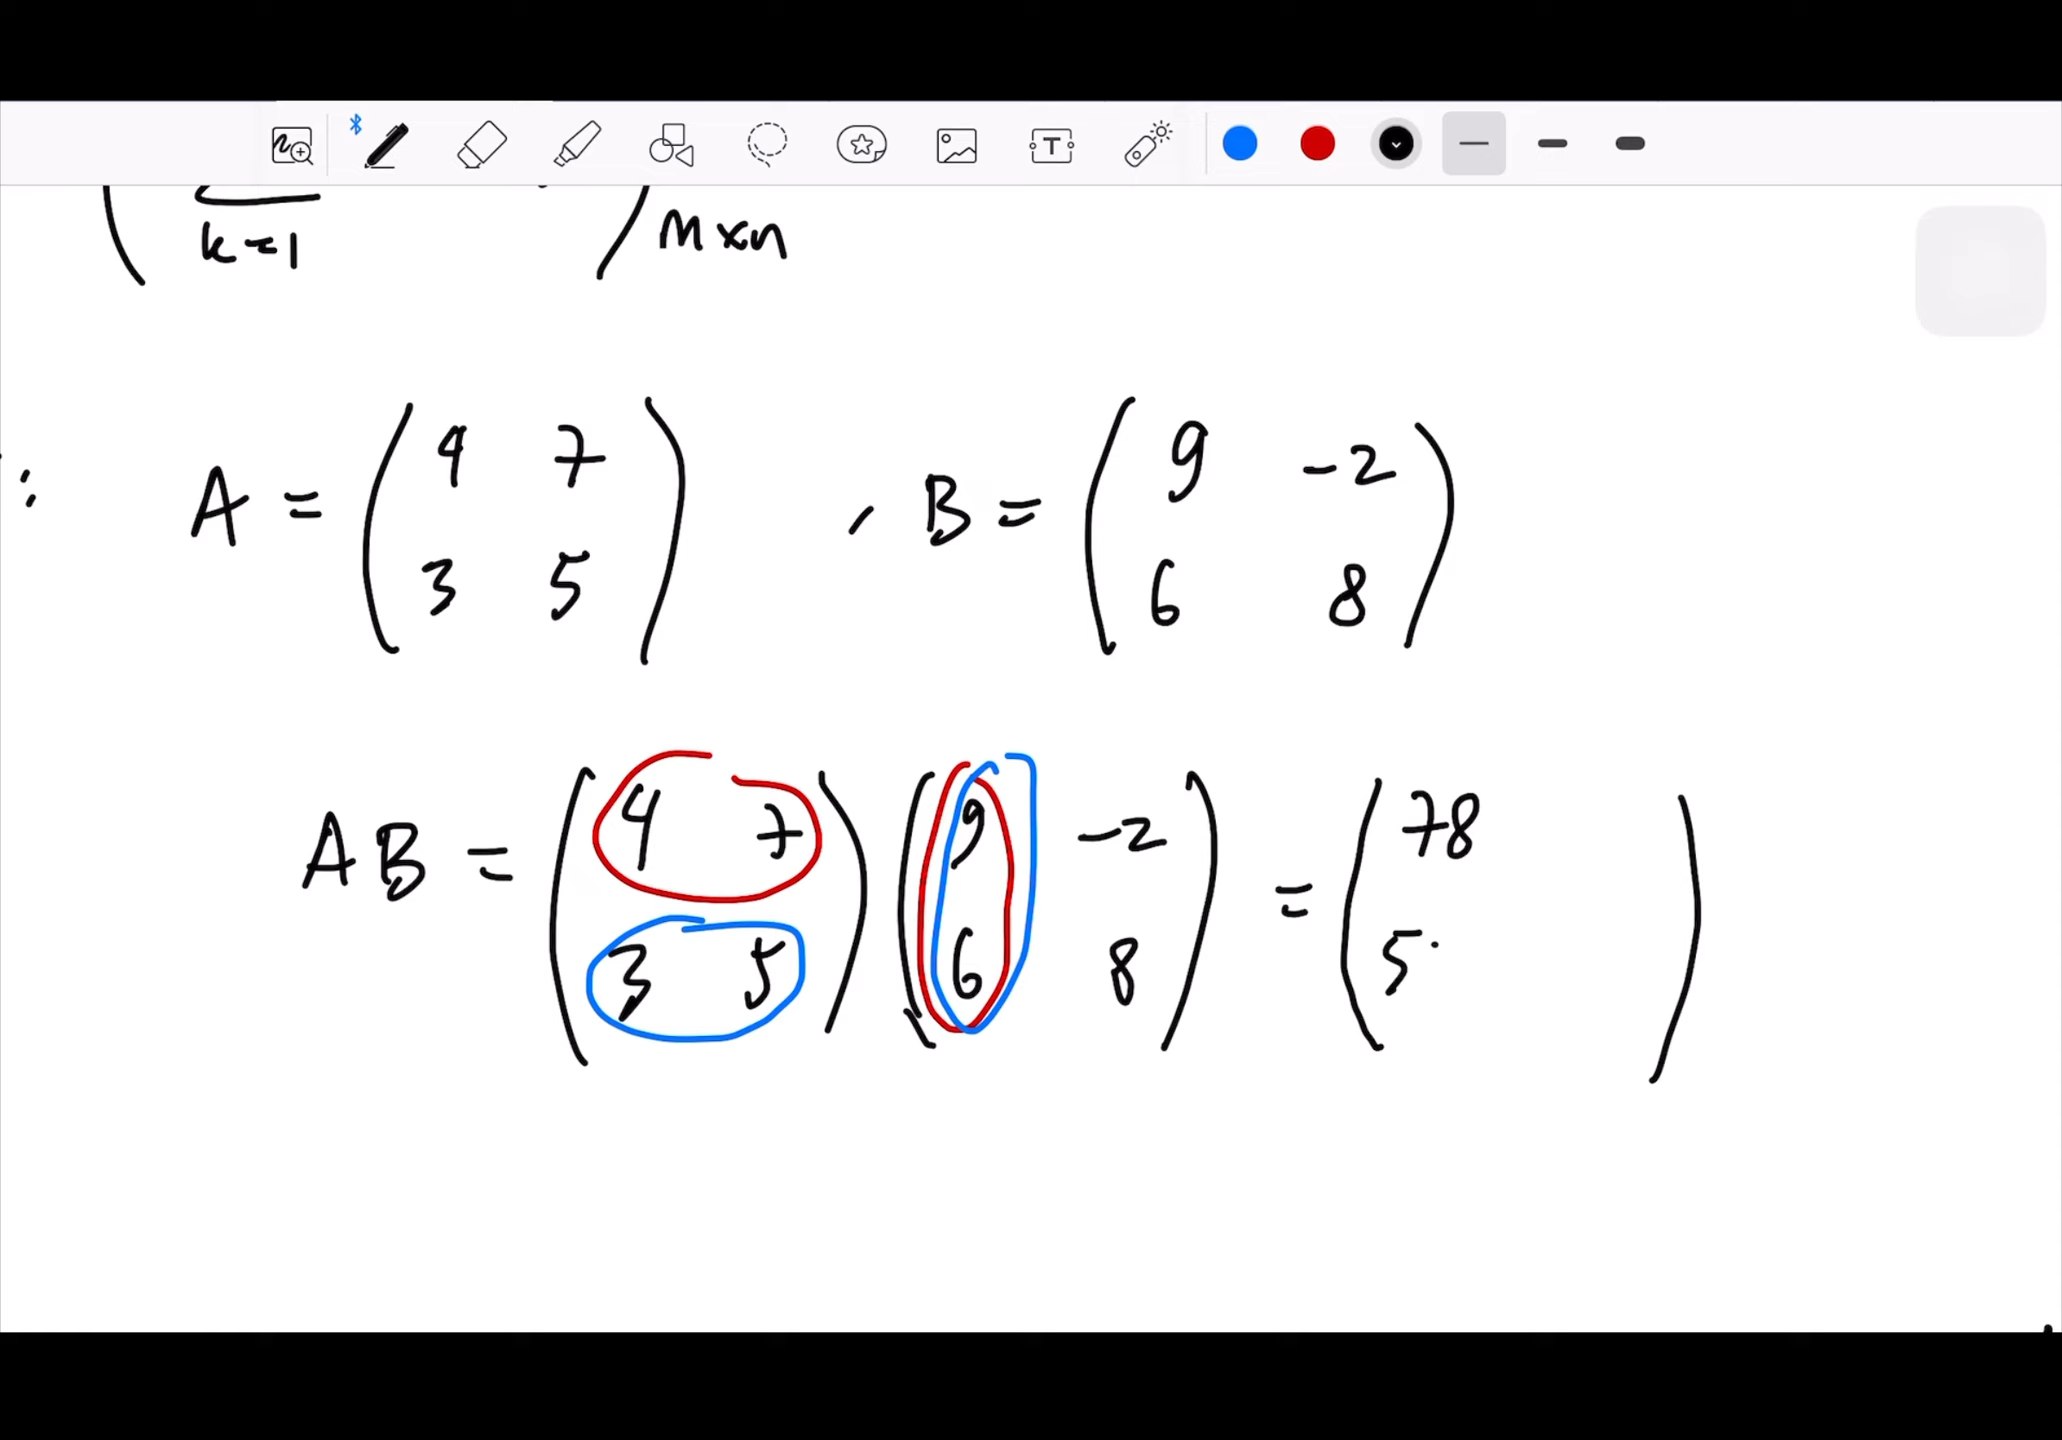 k=1 m×n
A = ( 4 7 , B = ( 9 -2
3 5 ) 6 8 )
AB = ( 4 7 ) ( 9 -2 ) = ( 78
3 5 6 8 5 )